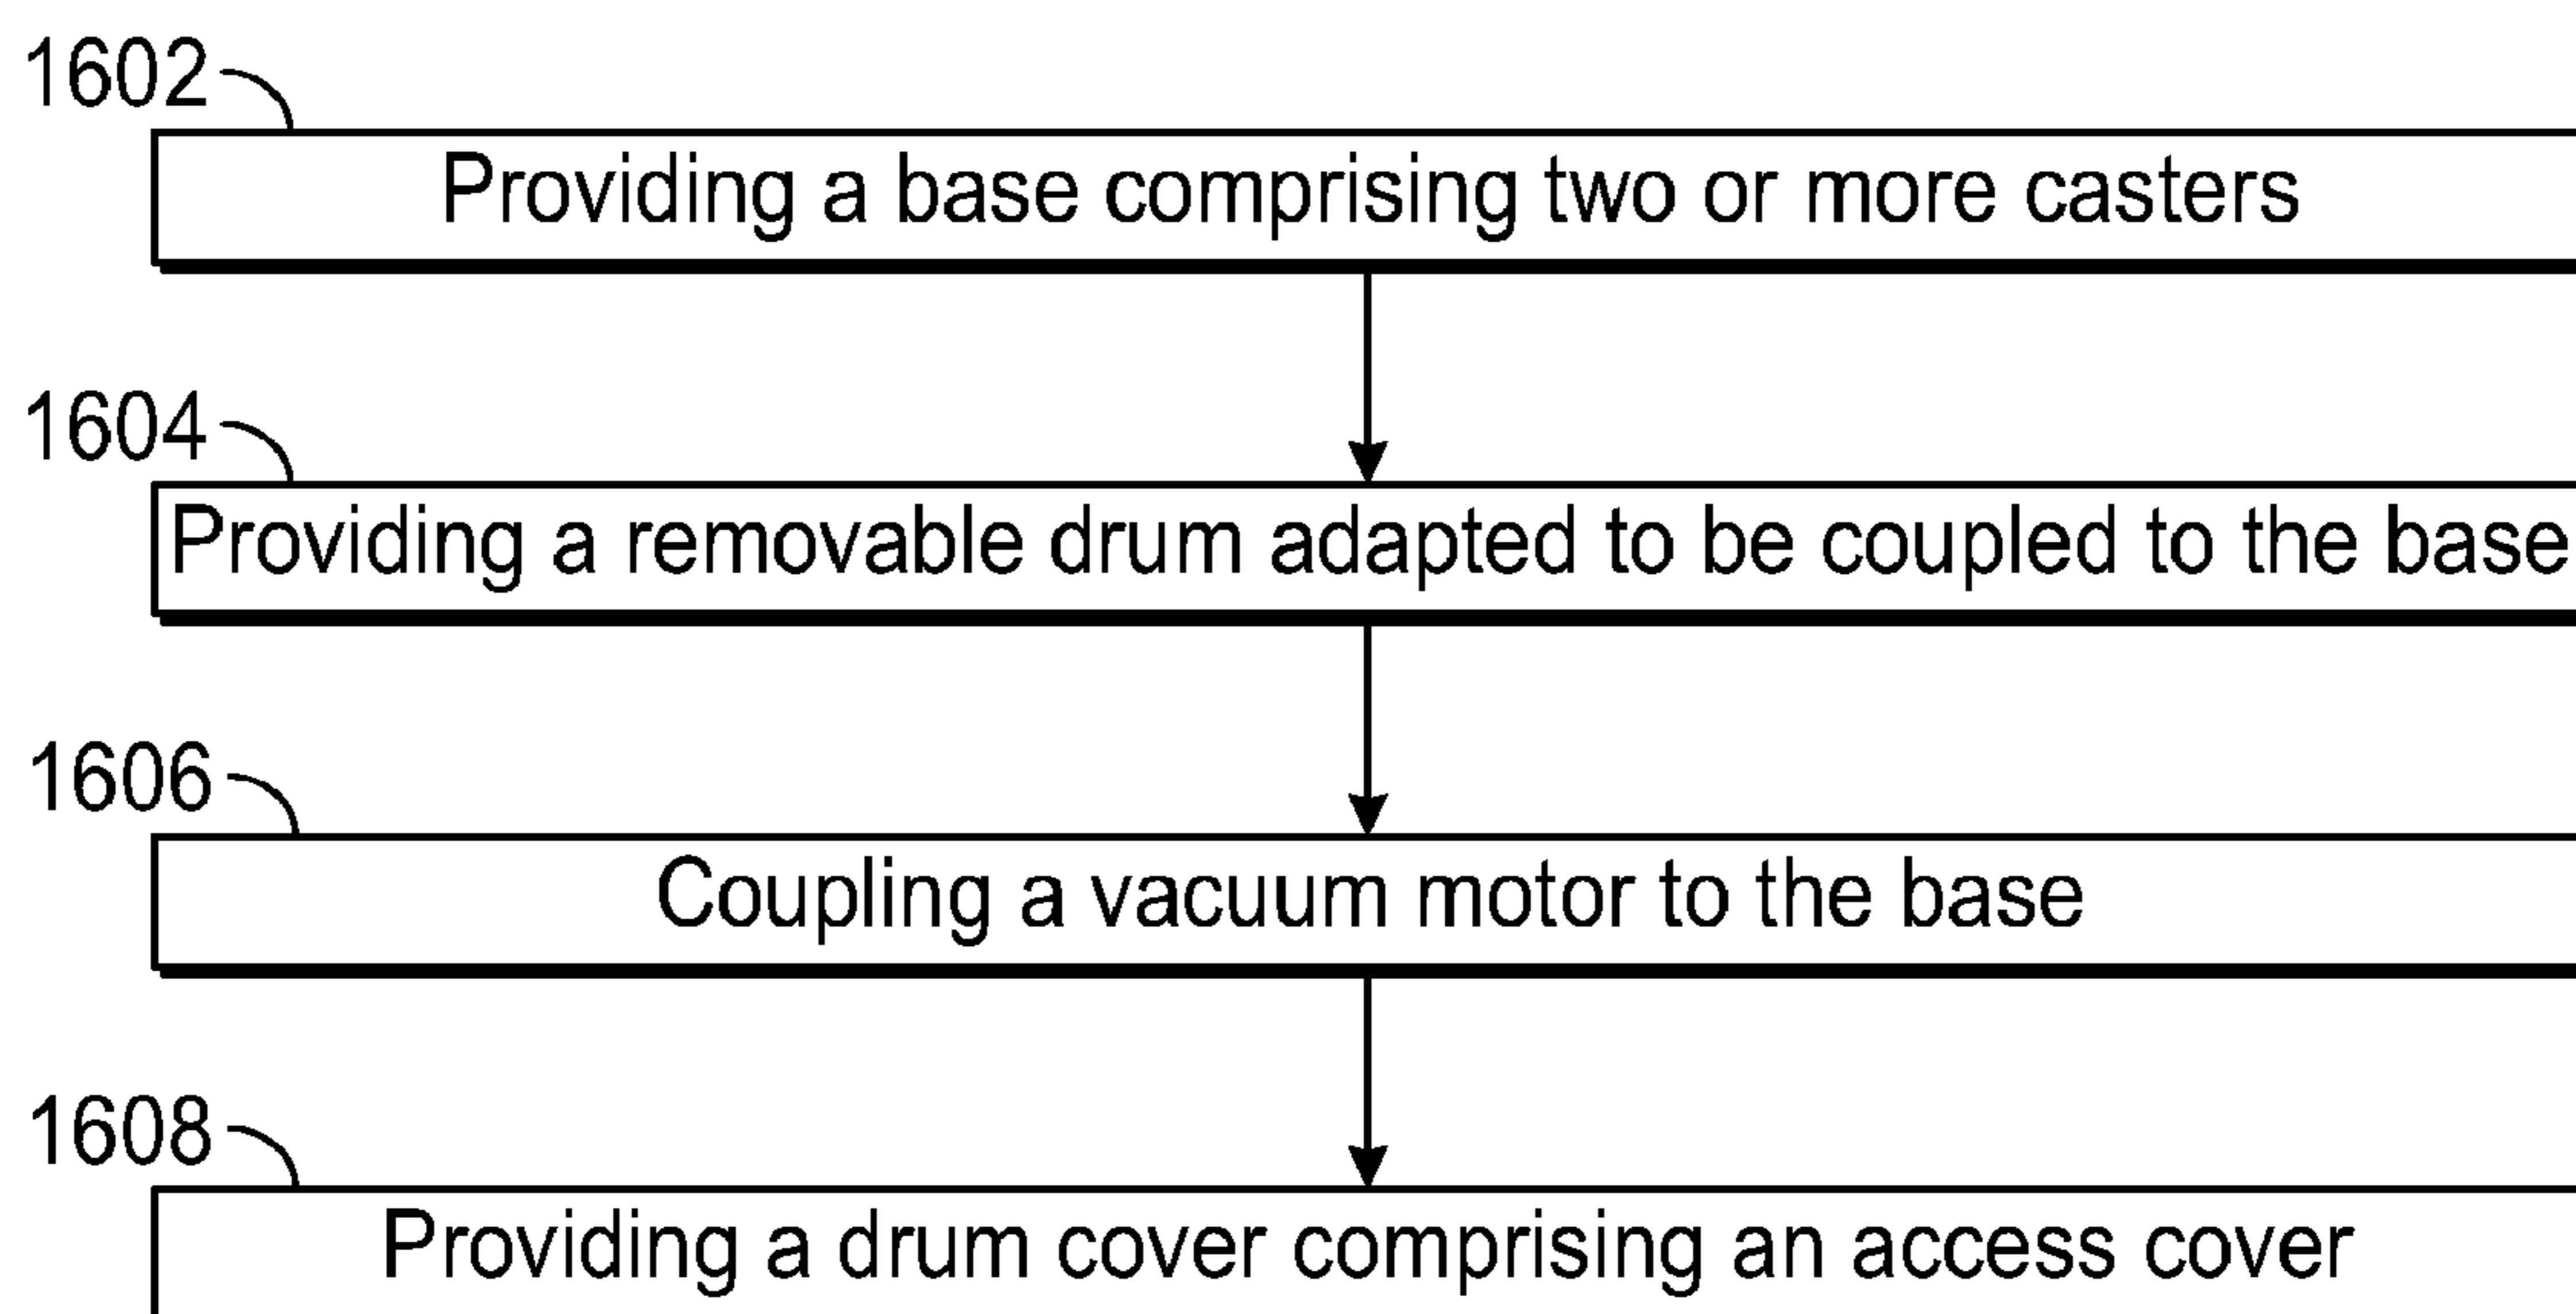 1602
Providing a base comprising two or more casters
1604
Providing a removable drum adapted to be coupled to the base
1606
Coupling a vacuum motor to the base
1608
Providing a drum cover comprising an access cover